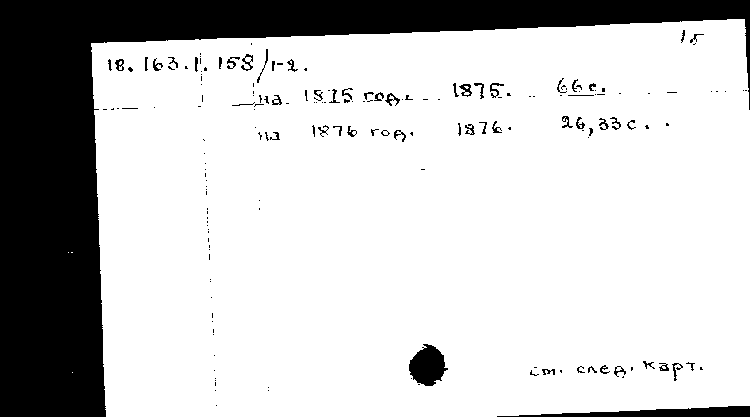 15
18.163.1.158/1-2.
на 1875 год. 1875. 66 с.
на 1876 год. 1876. 26,33 с.
см. след. карт.